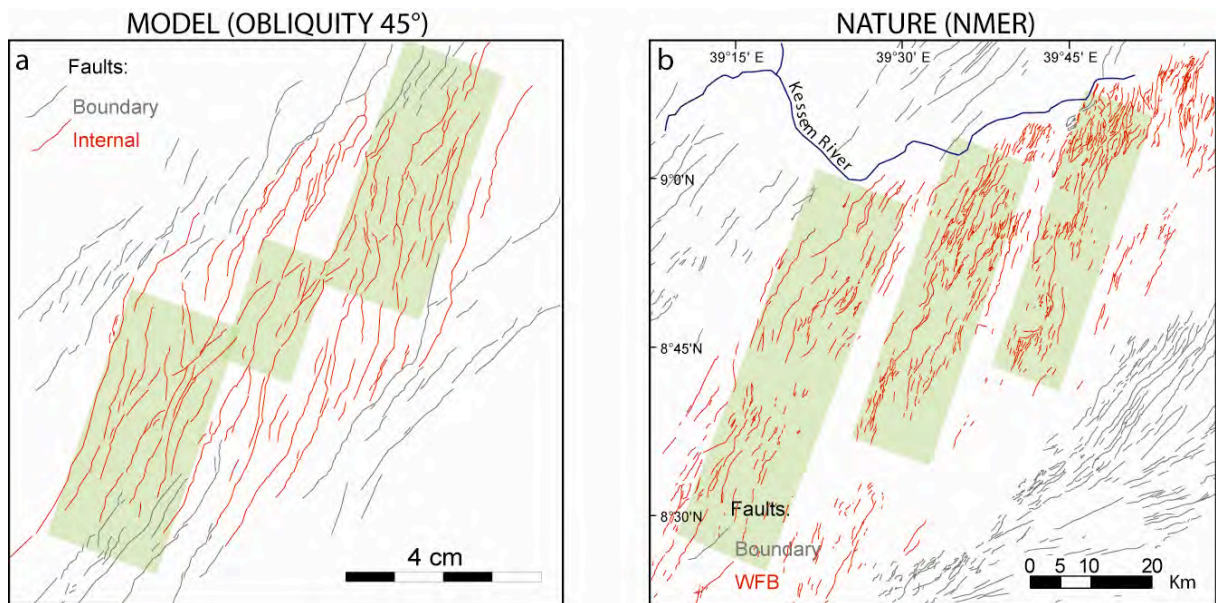 MODEL (OBLIQUITY 45°)
a
Faults:
Boundary
Internal
4 cm
NATURE (NMER)
b
39°15' E
39°30' E
39°45' E
Kessem River
9°0'N
8°45'N
8°30'N
Faults:
Boundary
WFB
0 5 10 20
Km